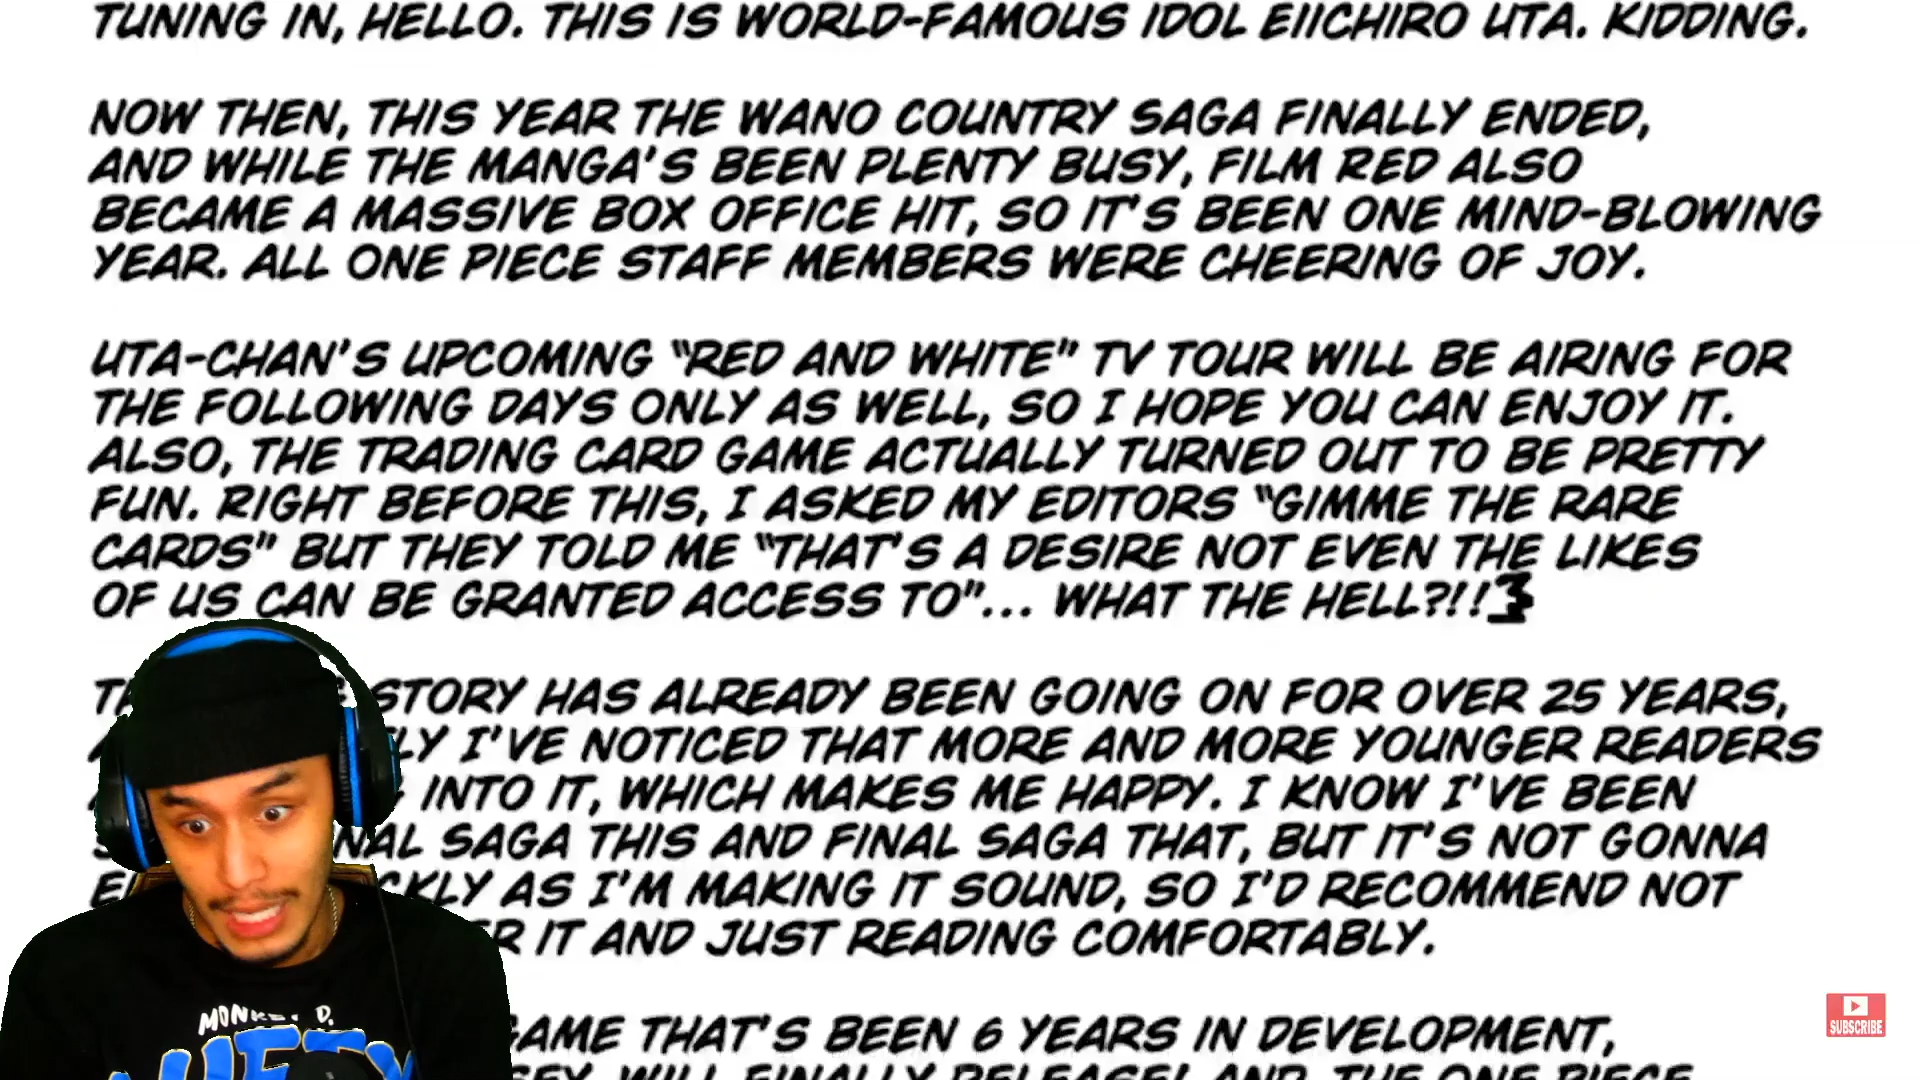 TUNING IN, HELLO. THIS IS WORLD-FAMOUS IDOL EIICHIRO UTA. KIDDING.
NOW THEN, THIS YEAR THE WANO COUNTRY SAGA FINALLY ENDED,
AND WHILE THE MANGA'S BEEN PLENTY BUSY, FILM RED ALSO
BECAME A MASSIVE BOX OFFICE HIT, SO IT'S BEEN ONE MIND-BLOWING
YEAR. ALL ONE PIECE STAFF MEMBERS WERE CHEERING OF JOY.
UTA-CHAN'S UPCOMING "RED AND WHITE" TV TOUR WILL BE AIRING FOR
THE FOLLOWING DAYS ONLY AS WELL, SO I HOPE YOU CAN ENJOY IT.
ALSO, THE TRADING CARD GAME ACTUALLY TURNED OUT TO BE PRETTY
FUN. RIGHT BEFORE THIS, I ASKED MY EDITORS "GIMME THE RARE
CARDS" BUT THEY TOLD ME "THAT'S A DESIRE NOT EVEN THE LIKES
OF US CAN BE GRANTED ACCESS TO"... WHAT THE HELL?!!
STORY HAS ALREADY BEEN GOING ON FOR OVER 25 YEARS,
I'VE NOTICED THAT MORE AND MORE YOUNGER READERS
INTO IT, WHICH MAKES ME HAPPY. I KNOW I'VE BEEN
SAGA THIS AND FINAL SAGA THAT, BUT IT'S NOT GONNA
AS I'M MAKING IT SOUND, SO I'D RECOMMEND NOT
IT AND JUST READING COMFORTABLY.
GAME THAT'S BEEN 6 YEARS IN DEVELOPMENT,
WILL FINALLY RELEASE! AND, THE ONE PIECE
MONKEY D.
LUFFY
SUBSCRIBE